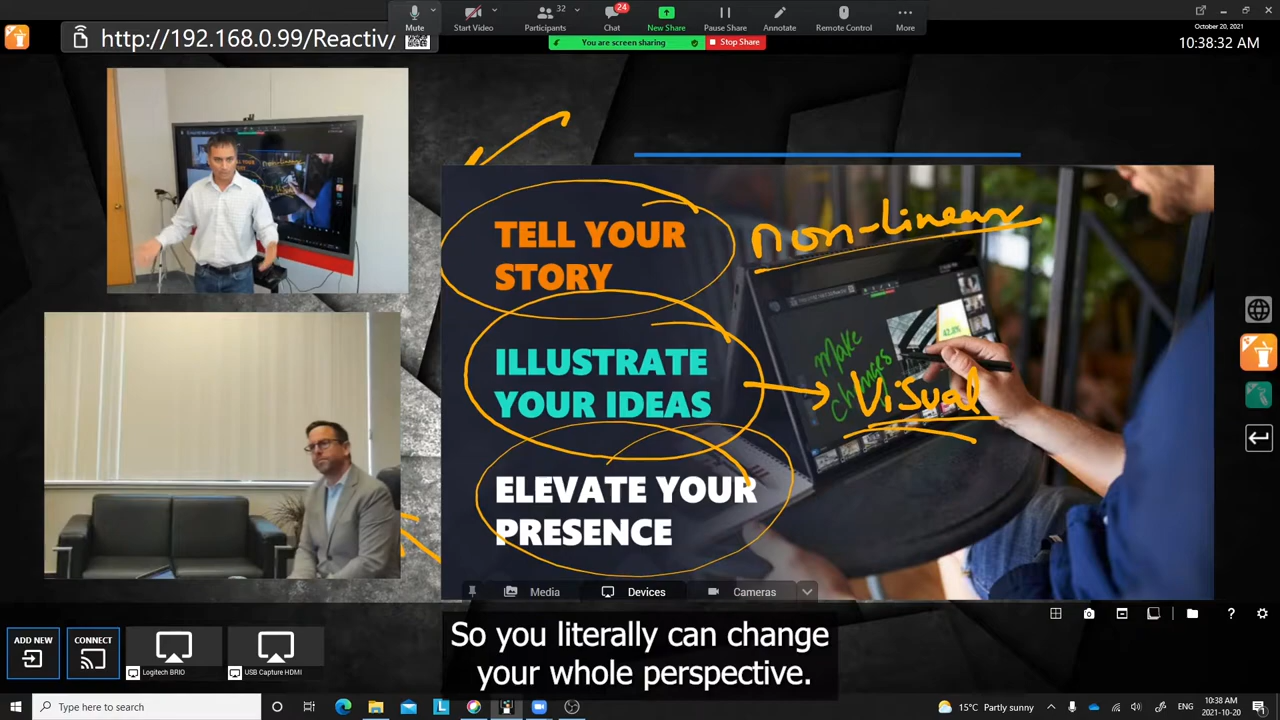 Mute
Start Video
Participants
32
Chat
24
New Share
Pause Share
Annotate
Remote Control
More
You are screen sharing
Stop Share
http://192.168.0.99/Reactiv/
October 20, 2021
10:38:32 AM
TELL YOUR
STORY
non-linear
ILLUSTRATE
YOUR IDEAS
Make
changes
42.8%
Visual
ELEVATE YOUR
PRESENCE
Media
Devices
Cameras
So you literally can change
your whole perspective.
ADD NEW
CONNECT
Logitech BRIO
USB Capture HDMI
Type here to search
15°C Partly sunny
ENG
10:38 AM
2021-10-20